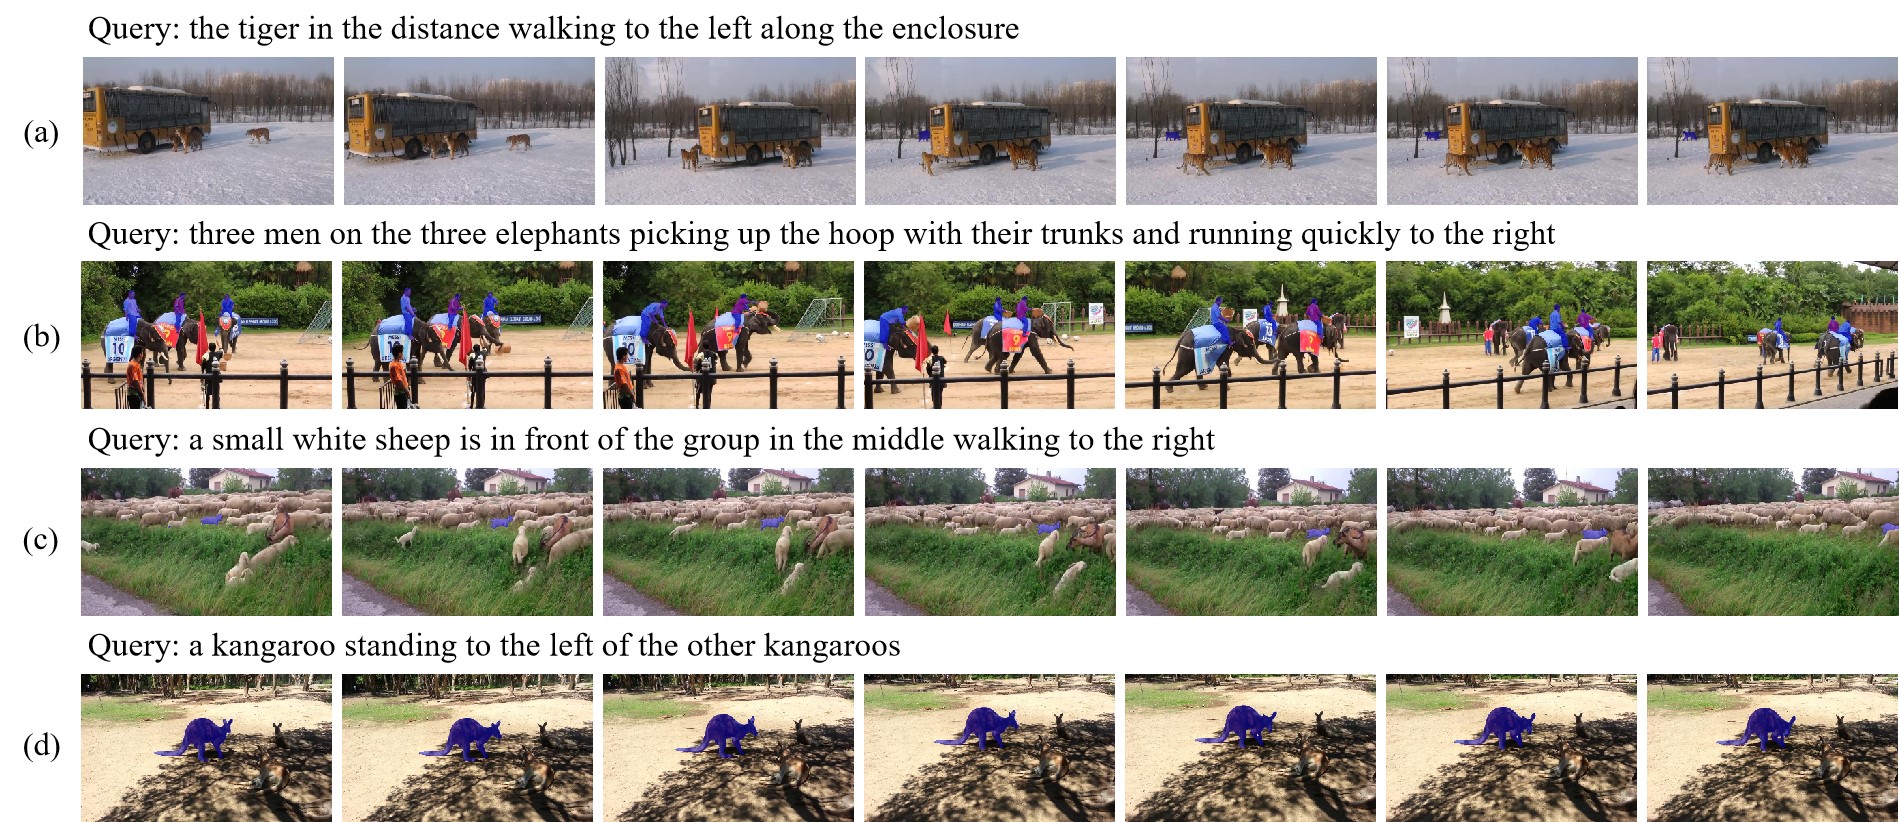 Query: the tiger in the distance walking to the left along the enclosure
(a)
Query: three men on the three elephants picking up the hoop with their trunks and running quickly to the right
(b)
10
9
Query: a small white sheep is in front of the group in the middle walking to the right
(c)
Query: a kangaroo standing to the left of the other kangaroos
(d)